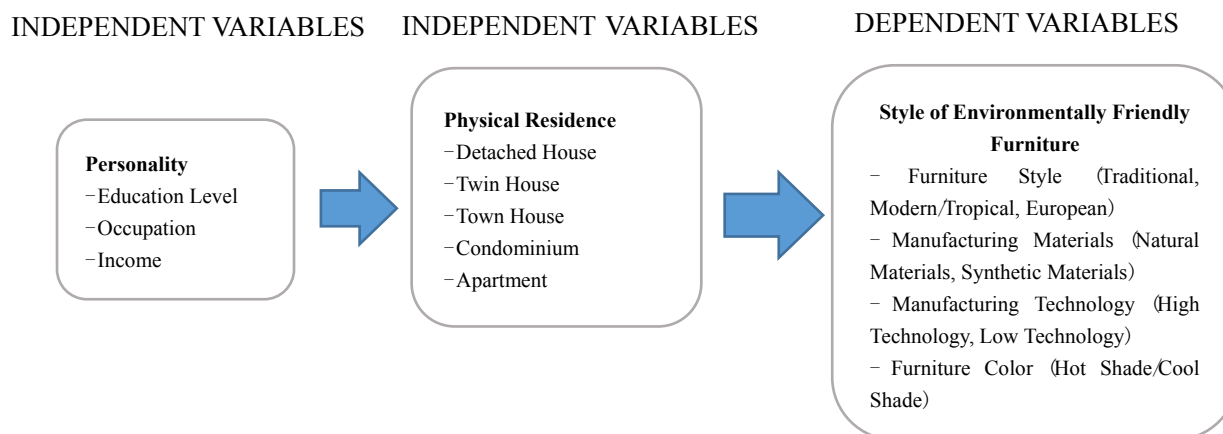 INDEPENDENT VARIABLES
INDEPENDENT VARIABLES
DEPENDENT VARIABLES
Personality
-Education Level
-Occupation
-Income
Physical Residence
-Detached House
-Twin House
-Town House
-Condominium
-Apartment
Style of Environmentally Friendly
Furniture
- Furniture Style (Traditional,
Modern/Tropical, European)
- Manufacturing Materials (Natural
Materials, Synthetic Materials)
- Manufacturing Technology (High
Technology, Low Technology)
- Furniture Color (Hot Shade/Cool
Shade)